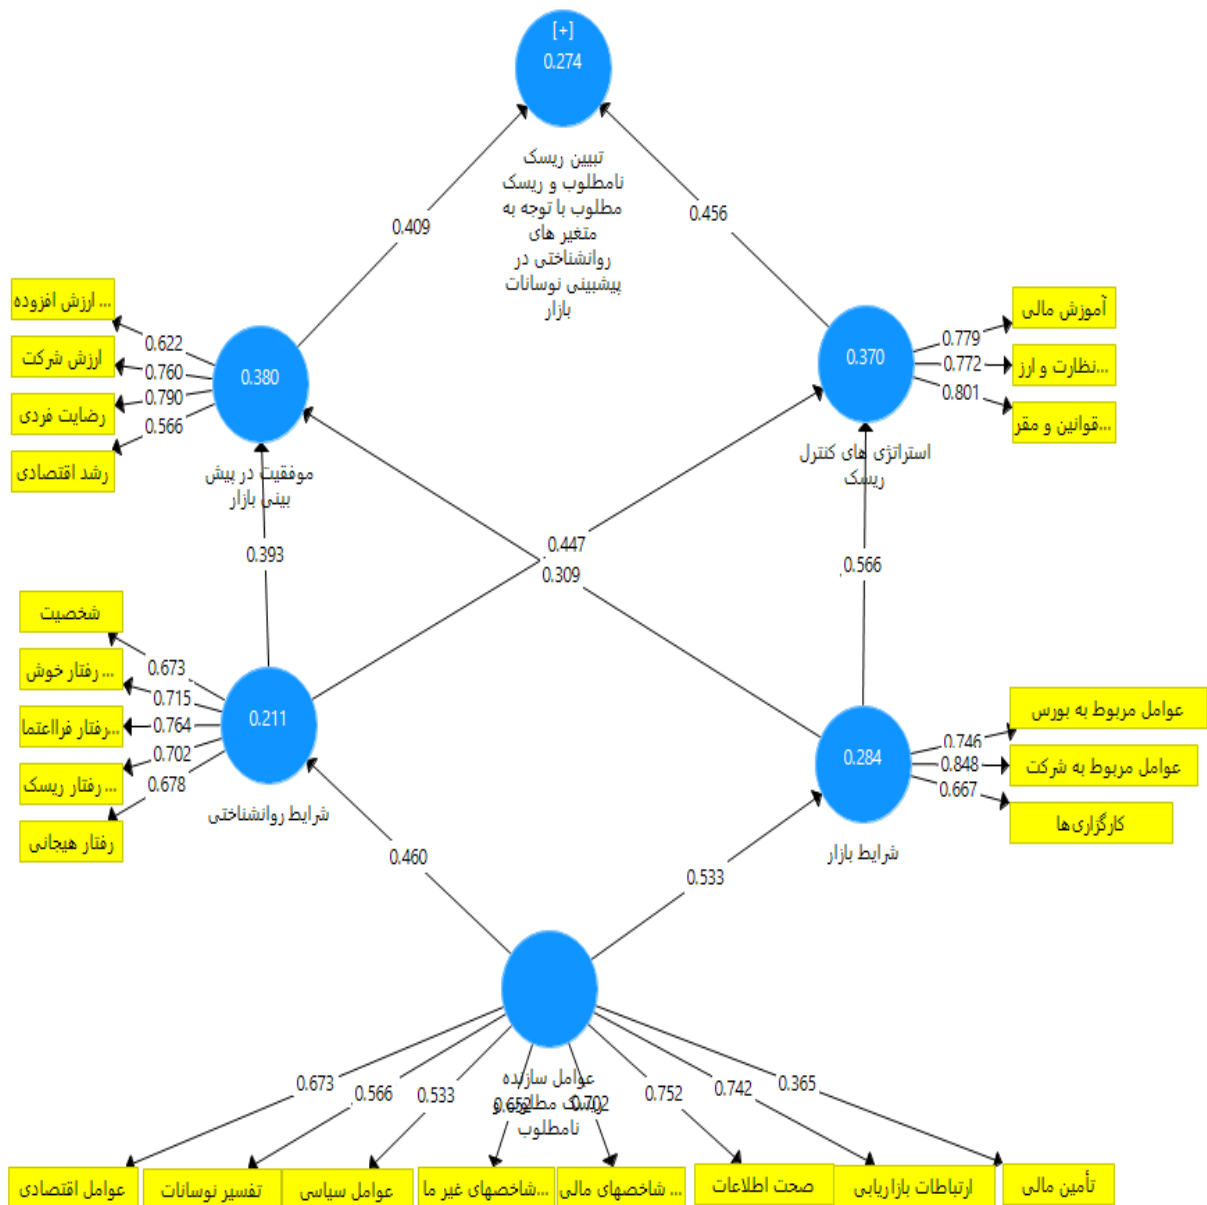 [+]
0.274
تبیین ریسک
نامطلوب و ریسک
مطلوب با توجه به
متغیر های
روانشناختی در
پیشبینی نوسانات
بازار
0.409
0.456
ارزش افزوده ...
ارزش شرکت
رضایت فردی
رشد اقتصادی
0.622
0.760
0.790
0.566
0.380
موفقیت در پیش
بینی بازار
0.370
استراتژی های کنترل
ریسک
0.779
0.772
0.801
آموزش مالی
نظارت و ارز...
قوانین و مقر...
0.393
0.447
0.309
0.566
شخصیت
رفتار خوش ...
رفتار فرااعتما...
رفتار ریسک ...
رفتار هیجانی
0.673
0.715
0.764
0.702
0.678
0.211
شرایط روانشناختی
0.284
شرایط بازار
0.746
0.848
0.667
عوامل مربوط به بورس
عوامل مربوط به شرکت
کارگزاری‌ها
0.460
0.533
عوامل سازنده
ریسک مطلوب و
نامطلوب
0.673
0.566
0.533
0.652
0.702
0.752
0.742
0.365
عوامل اقتصادی
تفسیر نوسانات
عوامل سیاسی
شاخصهای غیر ما...
شاخصهای مالی ...
صحت اطلاعات
ارتباطات بازاریابی
تأمین مالی